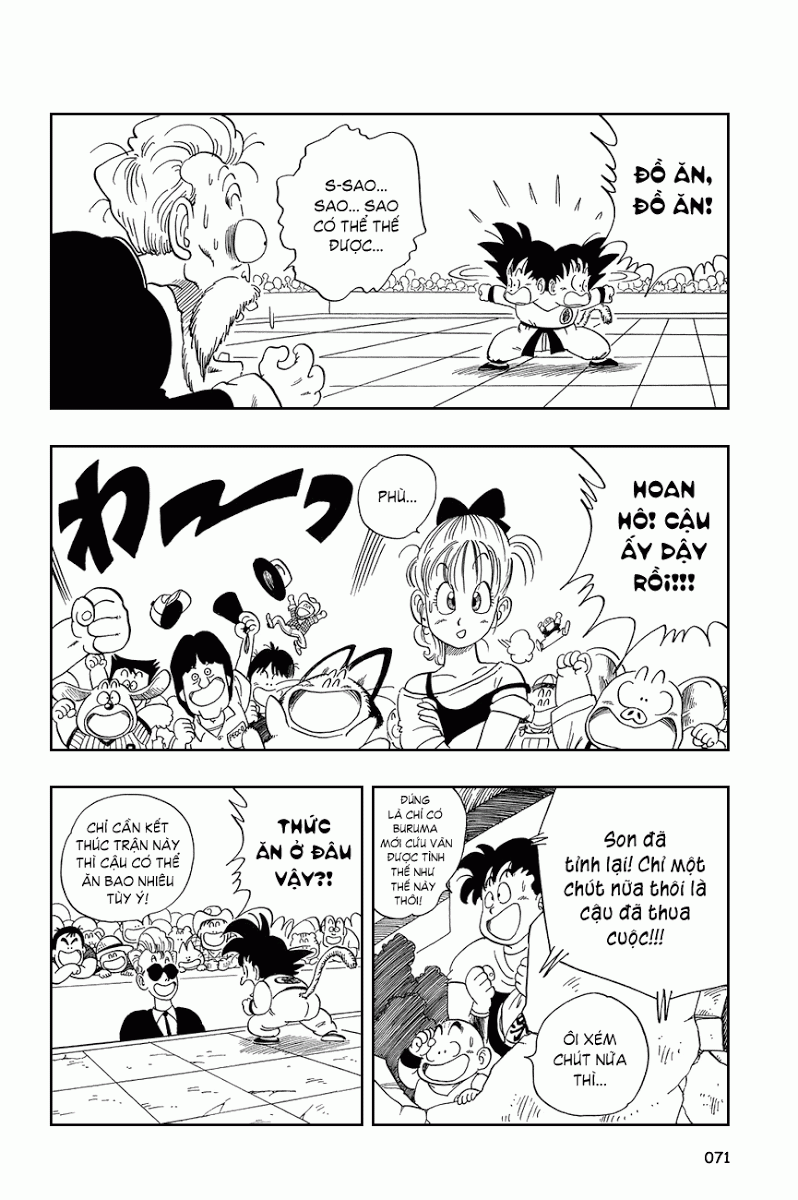 ĐỒ ĂN,
ĐỒ ĂN!
S-SAO...
SAO... SAO
CÓ THỂ THẾ
ĐƯỢC...
HOAN
HÔ! CẬU
ẤY DẬY
RỒI!!!
PHÙ...
わ〜〜っ
Son đã
tỉnh lại! Chỉ một
chút nữa thôi là
cậu đã thua
cuộc!!!
ĐÚNG
LÀ CHỈ CÓ
BURUMA
MỚI CỨU VÃN
ĐƯỢC TÌNH
THẾ NHƯ
THẾ NÀY
THÔI!
ÔI XÉM
CHÚT NỮA
THÌ...
THỨC
ĂN Ở ĐÂU
VẬY?!
CHỈ CẦN KẾT
THÚC TRẬN NÀY
THÌ CẬU CÓ THỂ
ĂN BAO NHIÊU
TÙY Ý!
071